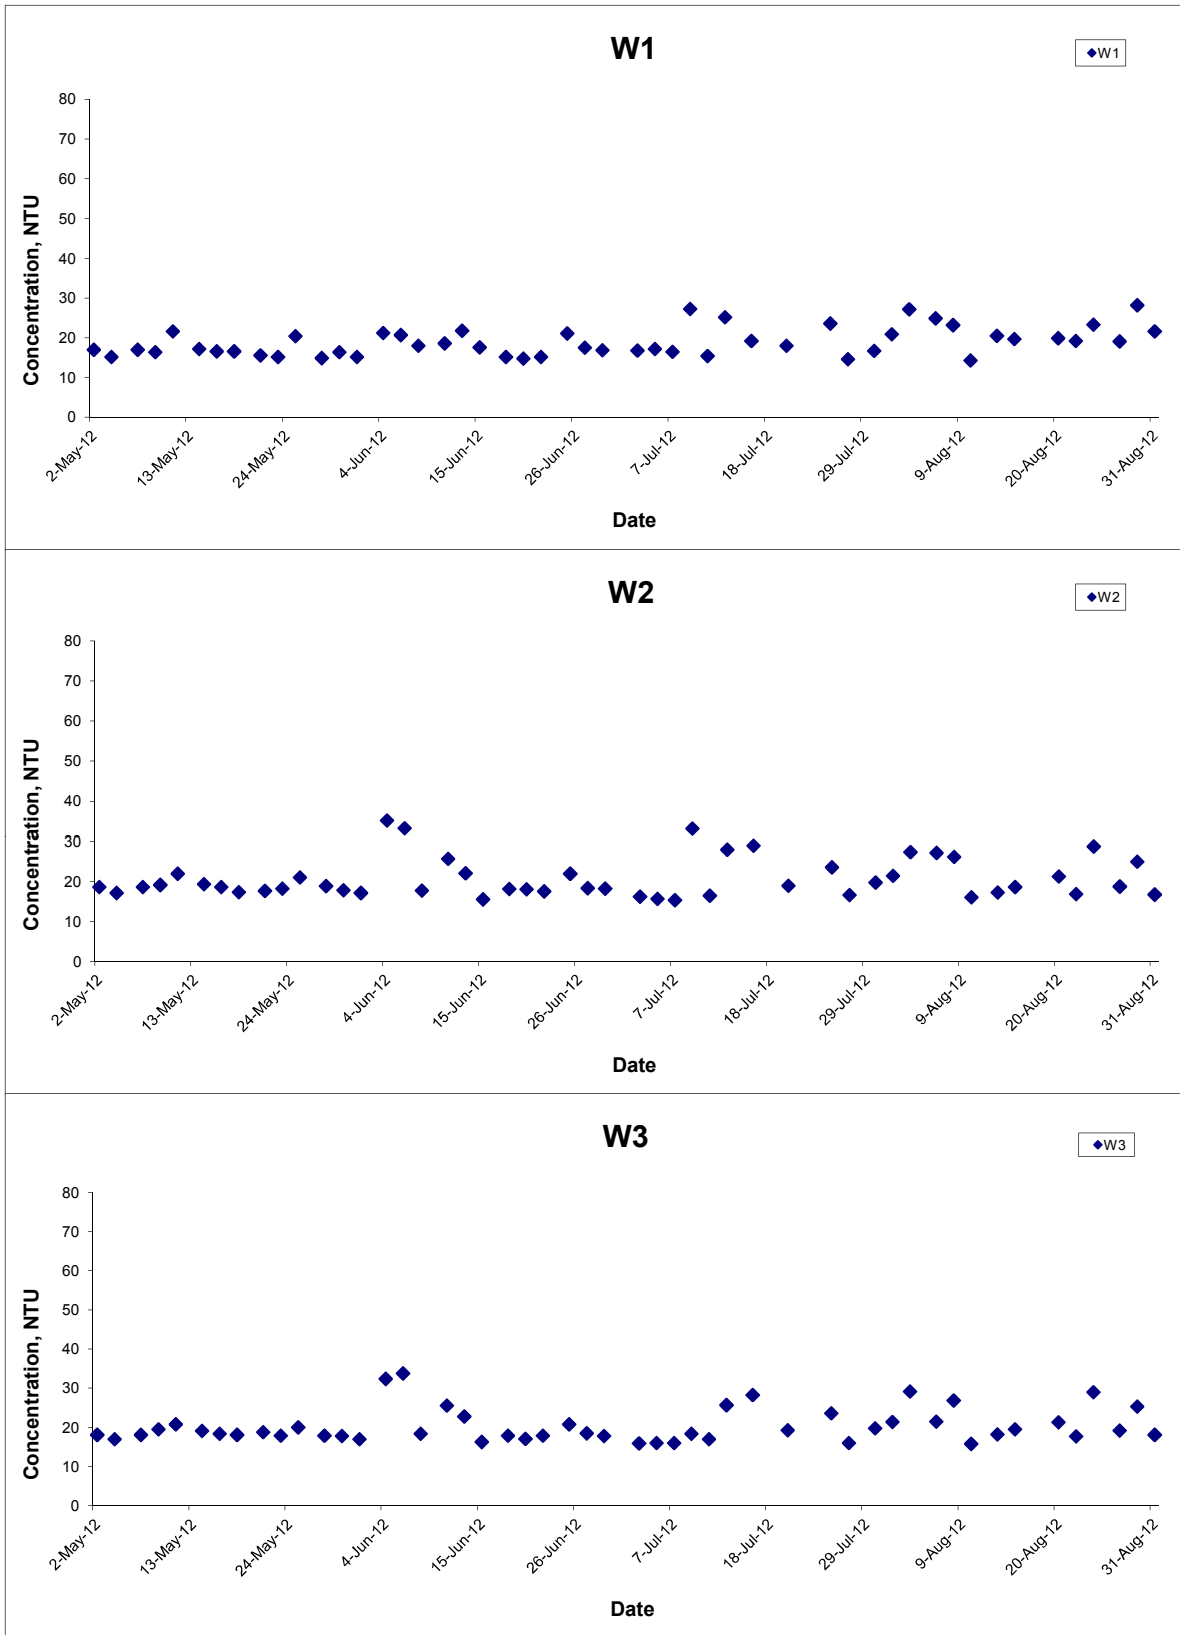 W1
W1
80
70
60
50
40
30
20
10
0
Concentration, NTU
2-May-12
13-May-12
24-May-12
4-Jun-12
15-Jun-12
26-Jun-12
7-Jul-12
18-Jul-12
29-Jul-12
9-Aug-12
20-Aug-12
31-Aug-12
Date
W2
W2
80
70
60
50
40
30
20
10
0
Concentration, NTU
2-May-12
13-May-12
24-May-12
4-Jun-12
15-Jun-12
26-Jun-12
7-Jul-12
18-Jul-12
29-Jul-12
9-Aug-12
20-Aug-12
31-Aug-12
Date
W3
W3
80
70
60
50
40
30
20
10
0
Concentration, NTU
2-May-12
13-May-12
24-May-12
4-Jun-12
15-Jun-12
26-Jun-12
7-Jul-12
18-Jul-12
29-Jul-12
9-Aug-12
20-Aug-12
31-Aug-12
Date